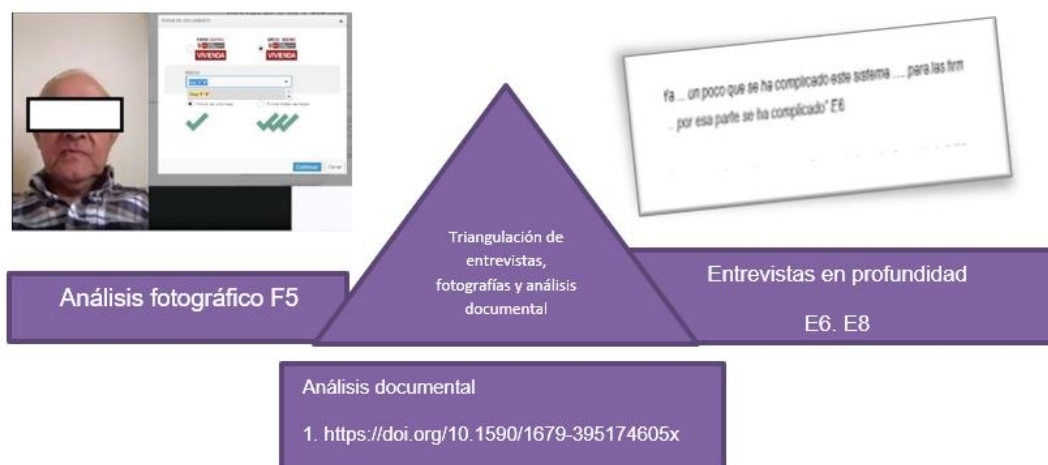 VIVIENDA
VIVIENDA
Ya ... un poco que se ha complicado este sistema .... para las firm
.. por esa parte se ha complicado" E6
Triangulación de
entrevistas,
fotografías y análisis
documental
Análisis fotográfico F5
Entrevistas en profundidad
E6. E8
Análisis documental
1. https://doi.org/10.1590/1679-395174605x